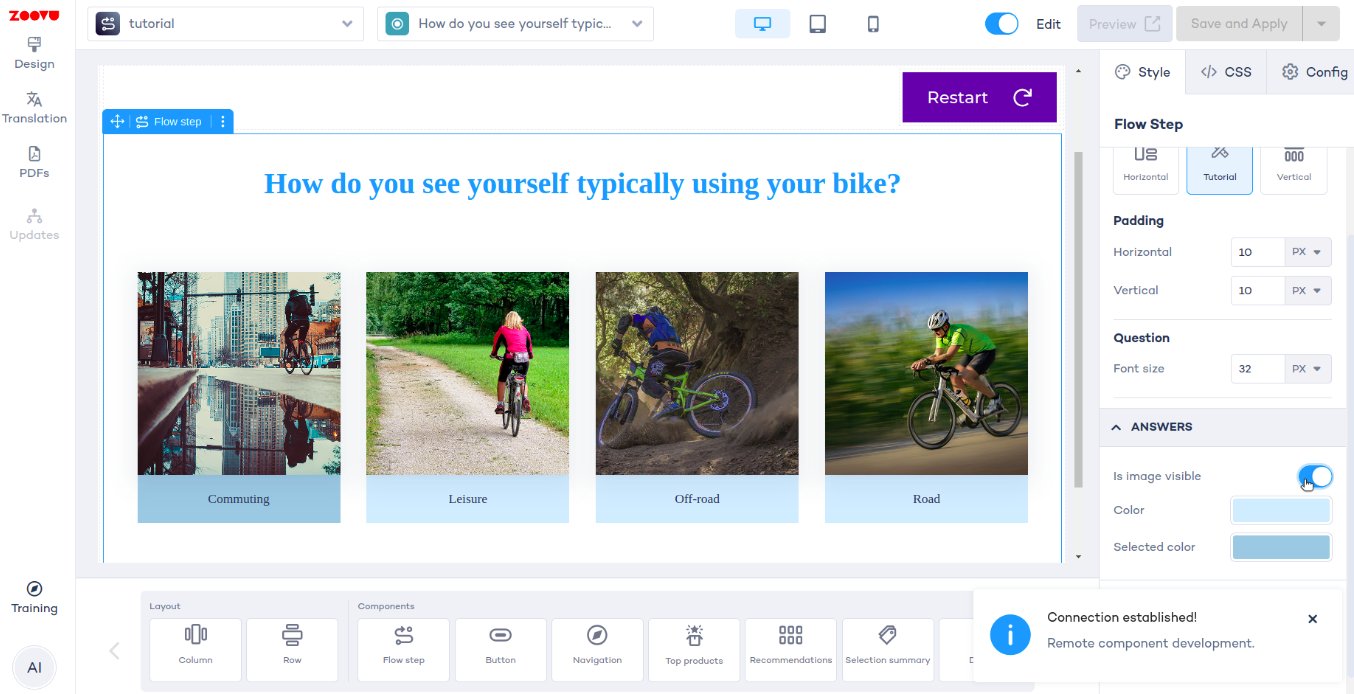 ZOOVU
tutorial
How do you see yourself typic...
Edit
Preview
Save and Apply
Design
Translation
PDFs
Updates
Training
AI
Restart
Flow step
How do you see yourself typically using your bike?
Commuting
Leisure
Off-road
Road
Layout
Components
Column
Row
Flow step
Button
Navigation
Top products
Recommendations
Selection summary
D
Style
CSS
Config
Flow Step
Horizontal
Tutorial
Vertical
Padding
Horizontal
10
PX
Vertical
10
PX
Question
Font size
32
PX
ANSWERS
Is image visible
Color
Selected color
Connection established!
Remote component development.